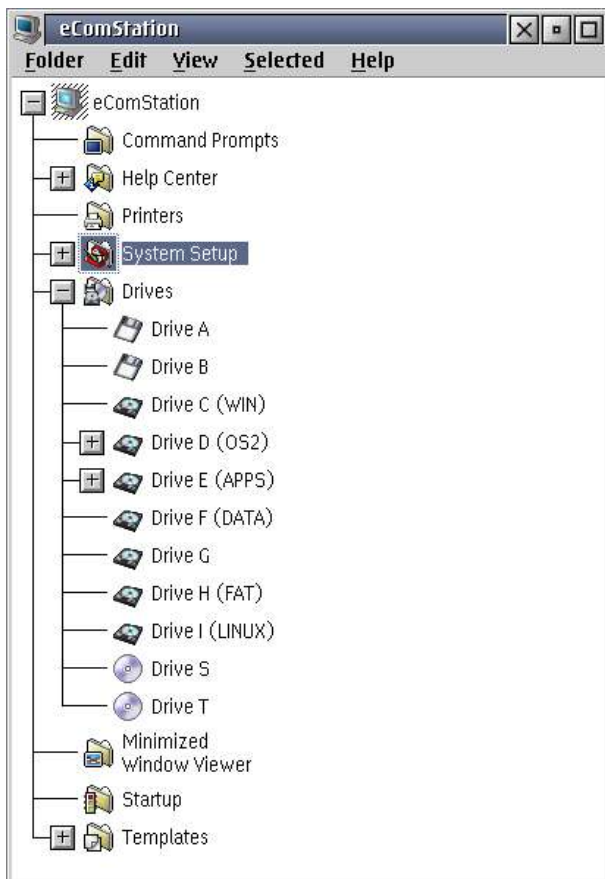 eComStation
Folder Edit View Selected Help
eComStation
Command Prompts
Help Center
Printers
System Setup
Drives
Drive A
Drive B
Drive C (WIN)
Drive D (OS2)
Drive E (APPS)
Drive F (DATA)
Drive G
Drive H (FAT)
Drive I (LINUX)
Drive S
Drive T
Minimized
Window Viewer
Startup
Templates